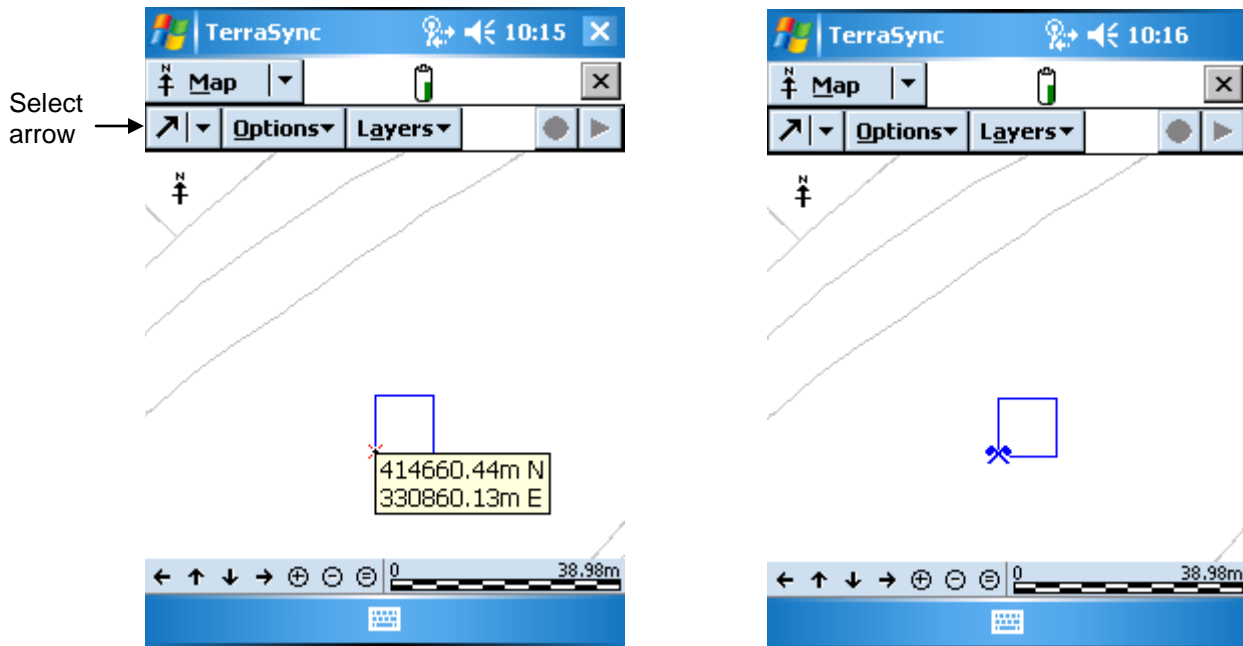 TerraSync 10:15
N
Map
Select
arrow
Options Layers
N
414660.44m N
330860.13m E
0 38.98m
TerraSync 10:16
N
Map
Options Layers
N
0 38.98m